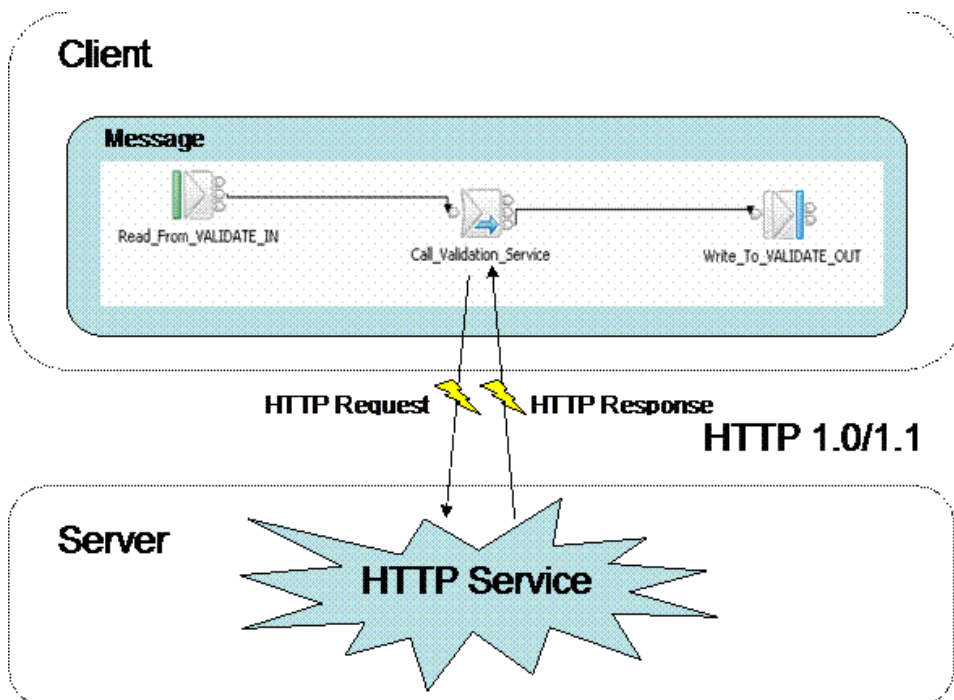 Client
Message
Read_From_VALIDATE_IN
Call_Validation_Service
Write_To_VALIDATE_OUT
HTTP Request
HTTP Response
HTTP 1.0/1.1
Server
HTTP Service